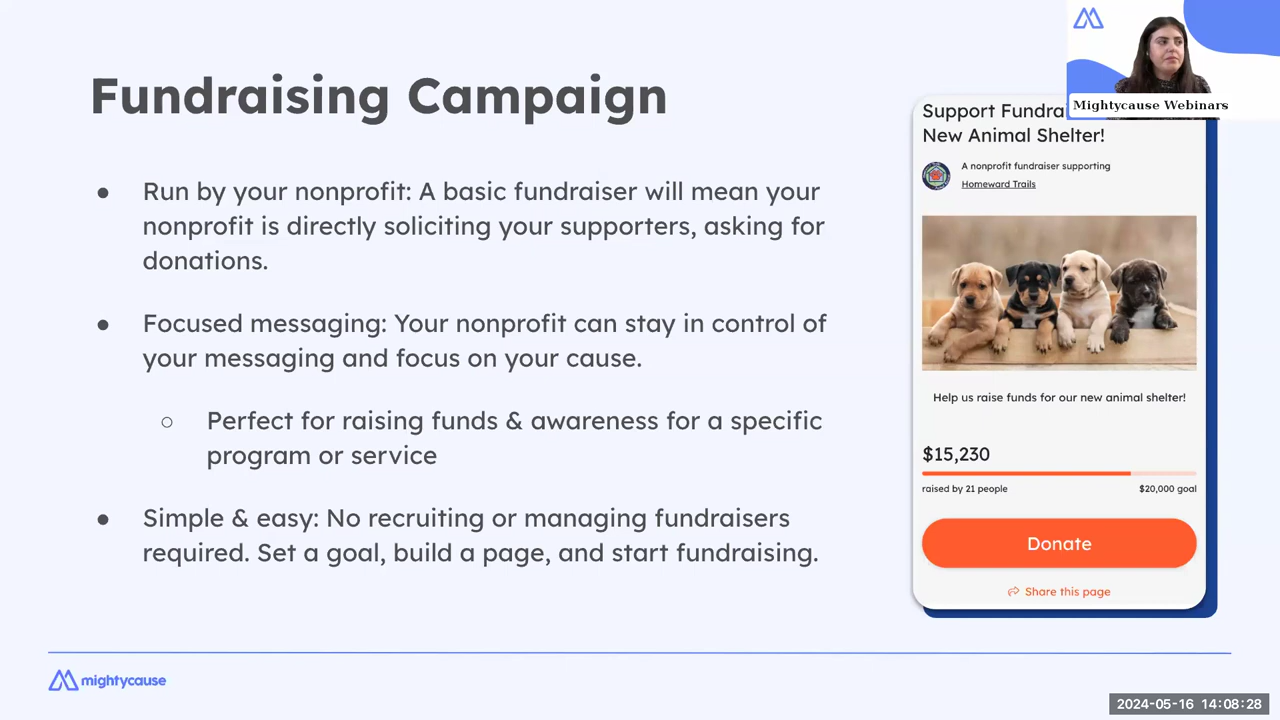 Fundraising Campaign
● Run by your nonprofit: A basic fundraiser will mean your
nonprofit is directly soliciting your supporters, asking for
donations.
● Focused messaging: Your nonprofit can stay in control of
your messaging and focus on your cause.
○ Perfect for raising funds & awareness for a specific
program or service
● Simple & easy: No recruiting or managing fundraisers
required. Set a goal, build a page, and start fundraising.
Mightycause Webinars
Support
New Animal Shelter!
A nonprofit fundraiser supporting
Homeward Trails
Help us raise funds for our new animal shelter!
$15,230
raised by 21 people $20,000 goal
Donate
Share this page
mightycause
2024-05-16 14:08:28